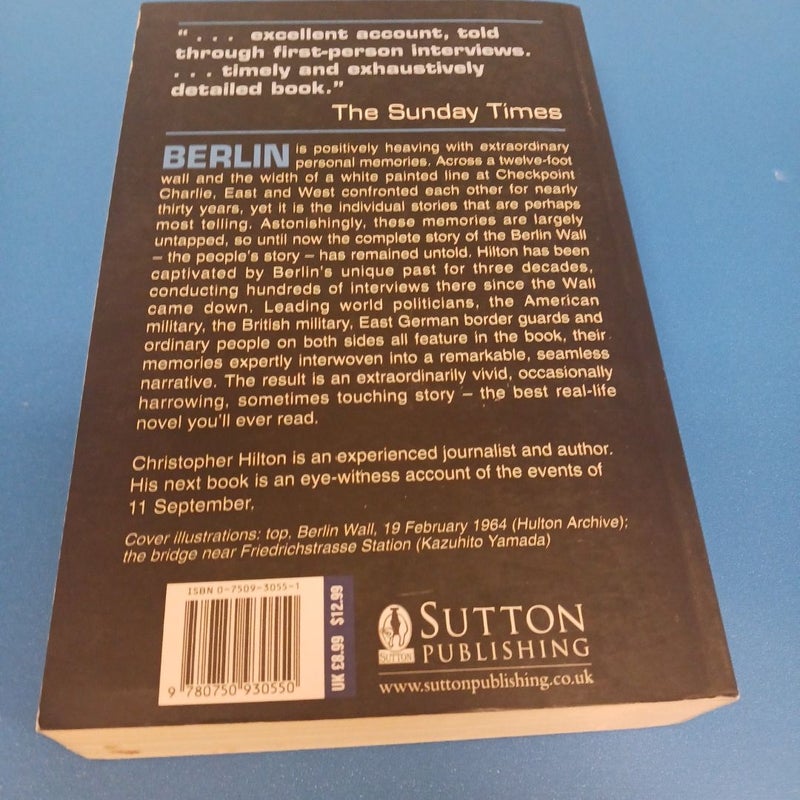 “ . . . excellent account, told
through first-person interviews.
. . . timely and exhaustively
detailed book.”
The Sunday Times
BERLIN is positively heaving with extraordinary
personal memories. Across a twelve-foot
wall and the width of a white painted line at Checkpoint
Charlie, East and West confronted each other for nearly
thirty years, yet it is the individual stories that are perhaps
most telling. Astonishingly, these memories are largely
untapped, so until now the complete story of the Berlin Wall
– the people's story – has remained untold. Hilton has been
captivated by Berlin's unique past for three decades,
conducting hundreds of interviews there since the Wall
came down. Leading world politicians, the American
military, the British military, East German border guards and
ordinary people on both sides all feature in the book, their
memories expertly interwoven into a remarkable, seamless
narrative. The result is an extraordinarily vivid, occasionally
harrowing, sometimes touching story – the best real-life
novel you'll ever read.
Christopher Hilton is an experienced journalist and author.
His next book is an eye-witness account of the events of
11 September.
Cover illustrations: top, Berlin Wall, 19 February 1964 (Hulton Archive);
the bridge near Friedrichstrasse Station (Kazuhito Yamada)
ISBN 0-7509-3055-1
9 780750 930550
UK £8.99 $12.99
SUTTON
SUTTON
PUBLISHING
www.suttonpublishing.co.uk